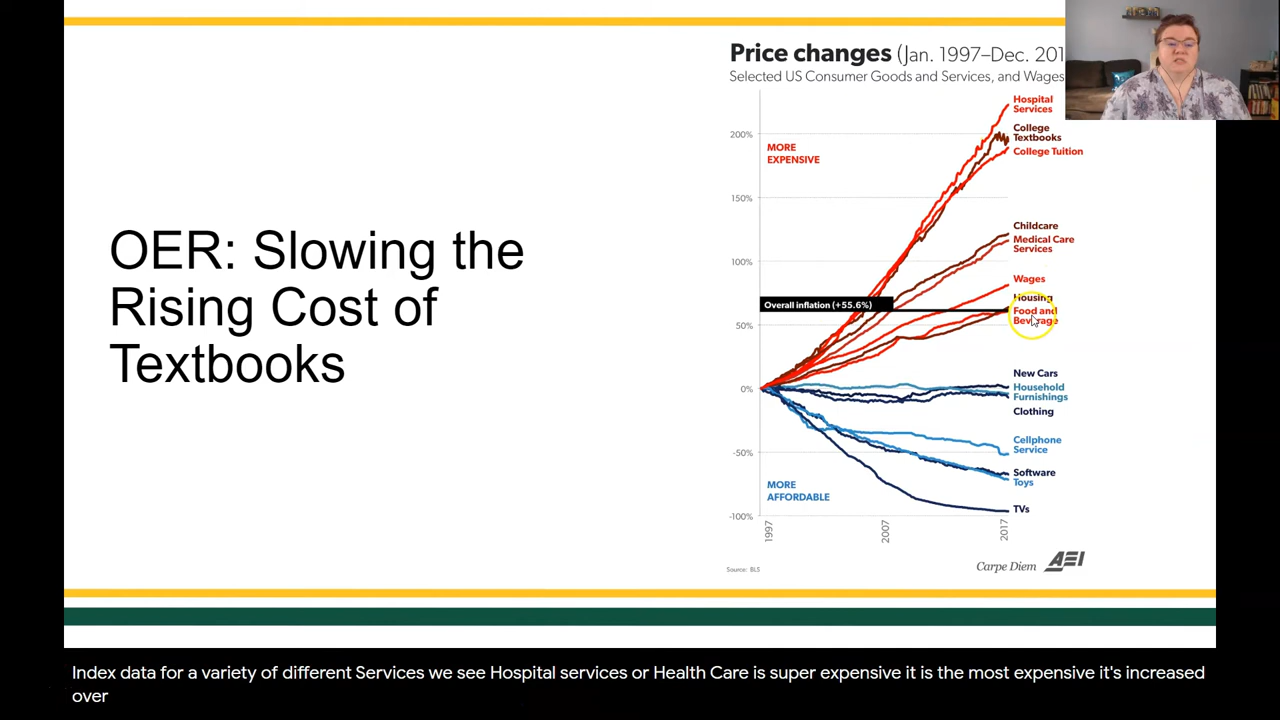 OER: Slowing the
Rising Cost of
Textbooks
Price changes (Jan. 1997–Dec. 201
Selected US Consumer Goods and Services, and Wages
200%
150%
100%
50%
0%
-50%
-100%
MORE
EXPENSIVE
Overall inflation (+55.6%)
MORE
AFFORDABLE
Hospital
Services
College
Textbooks
College Tuition
Childcare
Medical Care
Services
Wages
Housing
Food and
Beverage
New Cars
Household
Furnishings
Clothing
Cellphone
Service
Software
Toys
TVs
1997
2007
2017
Source: BLS
Carpe Diem AEI
Index data for a variety of different Services we see Hospital services or Health Care is super expensive it is the most expensive it's increased
over